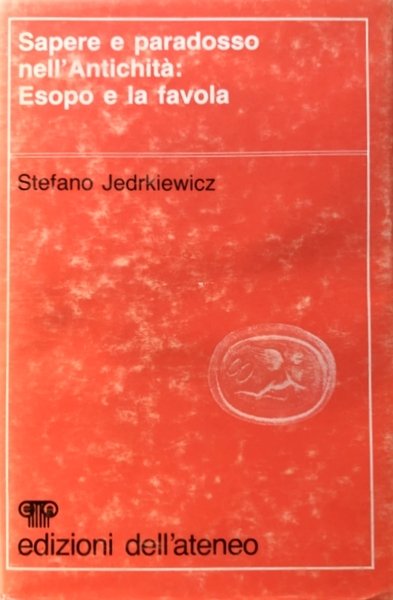 Sapere e paradosso
nell'Antichità:
Esopo e la favola
Stefano Jedrkiewicz
edizioni dell'ateneo